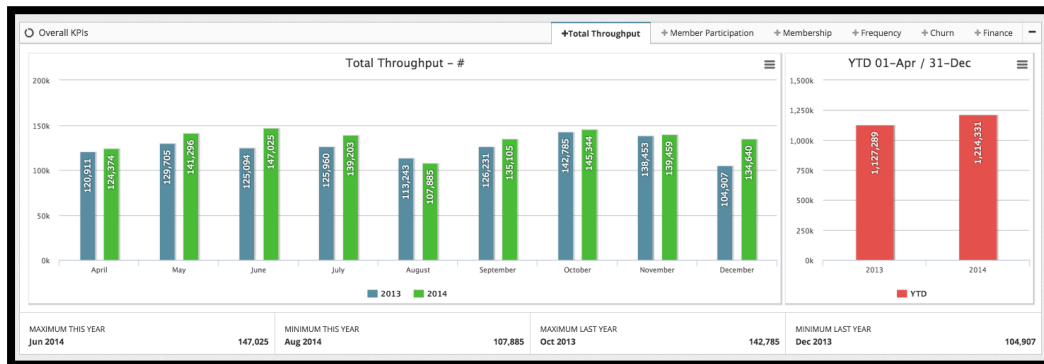 Overall KPIs
+Total Throughput + Member Participation + Membership + Frequency + Churn + Finance
Total Throughput - #
200k
150k
100k
50k
0k
120,911 124,374 129,705 141,296 125,094 147,025 125,960 139,203 113,243 107,885 126,231 135,105 142,785 145,344 138,453 139,459 104,907 134,640
April May June July August September October November December
2013 2014
YTD 01-Apr / 31-Dec
1,500k
1,250k
1,000k
750k
500k
250k
0k
1,127,289 1,214,331
2013 2014
YTD
MAXIMUM THIS YEAR
Jun 2014 147,025
MINIMUM THIS YEAR
Aug 2014 107,885
MAXIMUM LAST YEAR
Oct 2013 142,785
MINIMUM LAST YEAR
Dec 2013 104,907